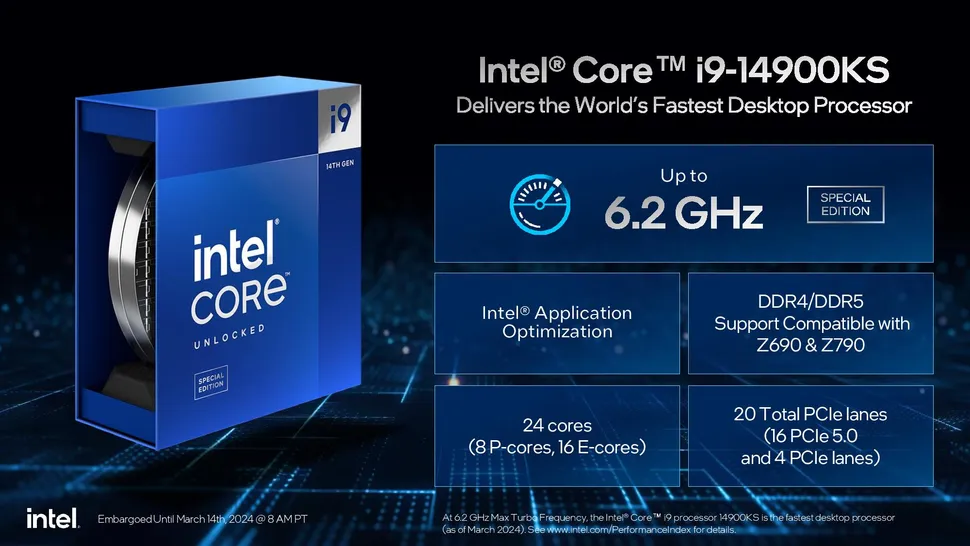 Intel® Core™ i9-14900KS
Delivers the World's Fastest Desktop Processor
i9
14TH GEN
intel®
CORE™
UNLOCKED
SPECIAL
EDITION
Up to
6.2 GHz
SPECIAL
EDITION
Intel® Application
Optimization
DDR4/DDR5
Support Compatible with
Z690 & Z790
24 cores
(8 P-cores, 16 E-cores)
20 Total PCIe lanes
(16 PCIe 5.0
and 4 PCIe lanes)
intel.
Embargoed Until March 14th, 2024 @ 8 AM PT
At 6.2 GHz Max Turbo Frequency, the Intel® Core™ i9 processor 14900KS is the fastest desktop processor
(as of March 2024). See www.intel.com/PerformanceIndex for details.